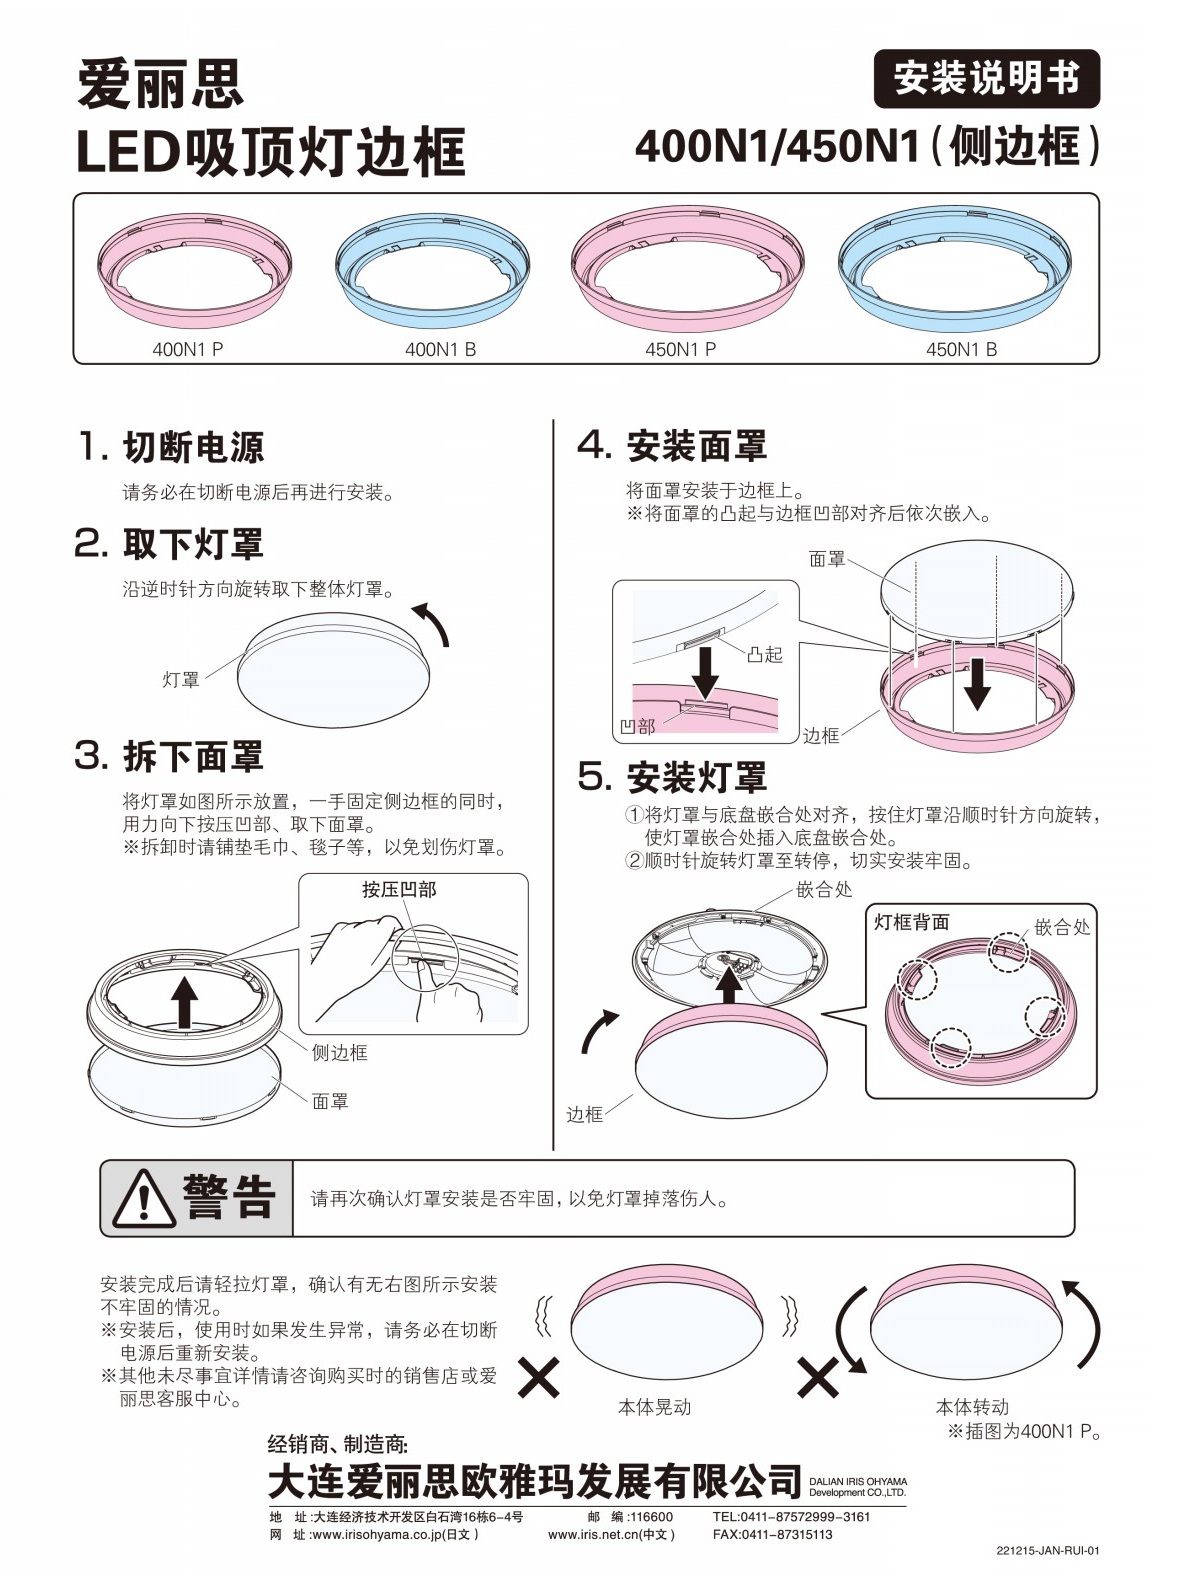 爱丽思
LED吸顶灯边框
安装说明书
400N1/450N1(侧边框)
400N1 P
400N1 B
450N1 P
450N1 B
1. 切断电源
请务必在切断电源后再进行安装。
2. 取下灯罩
沿逆时针方向旋转取下整体灯罩。
灯罩
3. 拆下面罩
将灯罩如图所示放置，一手固定侧边框的同时，
用力向下按压凹部、取下面罩。
※拆卸时请铺垫毛巾、毯子等，以免划伤灯罩。
按压凹部
侧边框
面罩
4. 安装面罩
将面罩安装于边框上。
※将面罩的凸起与边框凹部对齐后依次嵌入。
面罩
凸起
凹部
边框
5. 安装灯罩
①将灯罩与底盘嵌合处对齐，按住灯罩沿顺时针方向旋转，
使灯罩嵌合处插入底盘嵌合处。
②顺时针旋转灯罩至转停，切实安装牢固。
嵌合处
灯框背面
嵌合处
边框
警告
请再次确认灯罩安装是否牢固，以免灯罩掉落伤人。
安装完成后请轻拉灯罩，确认有无右图所示安装
不牢固的情况。
※安装后，使用时如果发生异常，请务必在切断
电源后重新安装。
※其他未尽事宜详情请咨询购买时的销售店或爱
丽思客服中心。
本体晃动
本体转动
※插图为400N1 P。
经销商、制造商:
大连爱丽思欧雅玛发展有限公司
DALIAN IRIS OHYAMA
Development CO.,LTD.
地 址:大连经济技术开发区白石湾16栋6-4号 邮 编:116600 TEL:0411-87572999-3161
网 址:www.irisohyama.co.jp(日文) www.iris.net.cn(中文) FAX:0411-87315113
221215-JAN-RUI-01